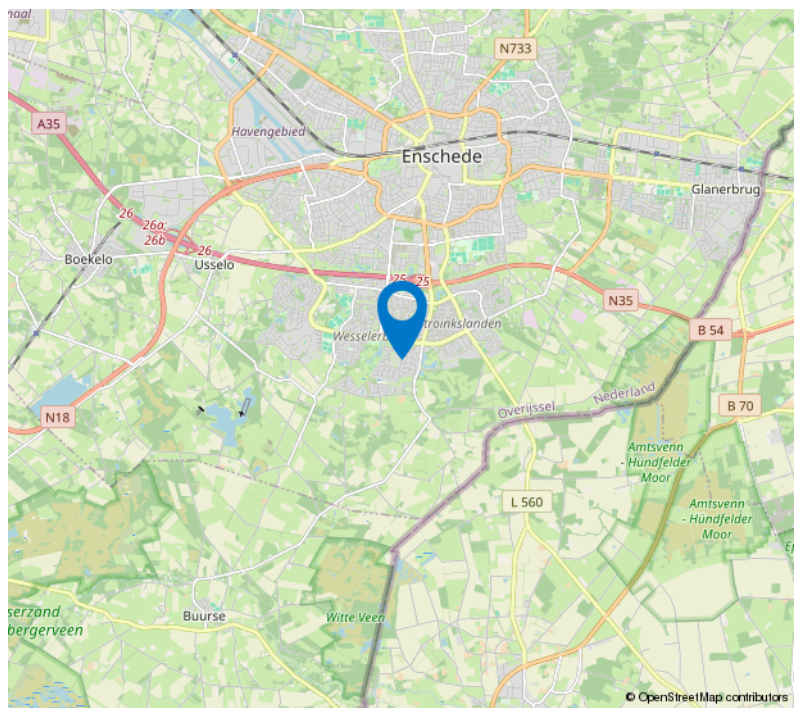 N733
A35
Havengebied
Enschede
Glanerbrug
26
26a;
26b
26
Boekelo
Usselo
25
25
N35
Wesselerb
troinkslanden
B 54
N18
Overijssel
Nederland
B 70
Amtsvenn
- Hündfelder
Moor
L 560
Amtsvenn
- Hündfelder
Moor
Buurse
Witte Veen
serzand
bergerveen
© OpenStreetMap contributors